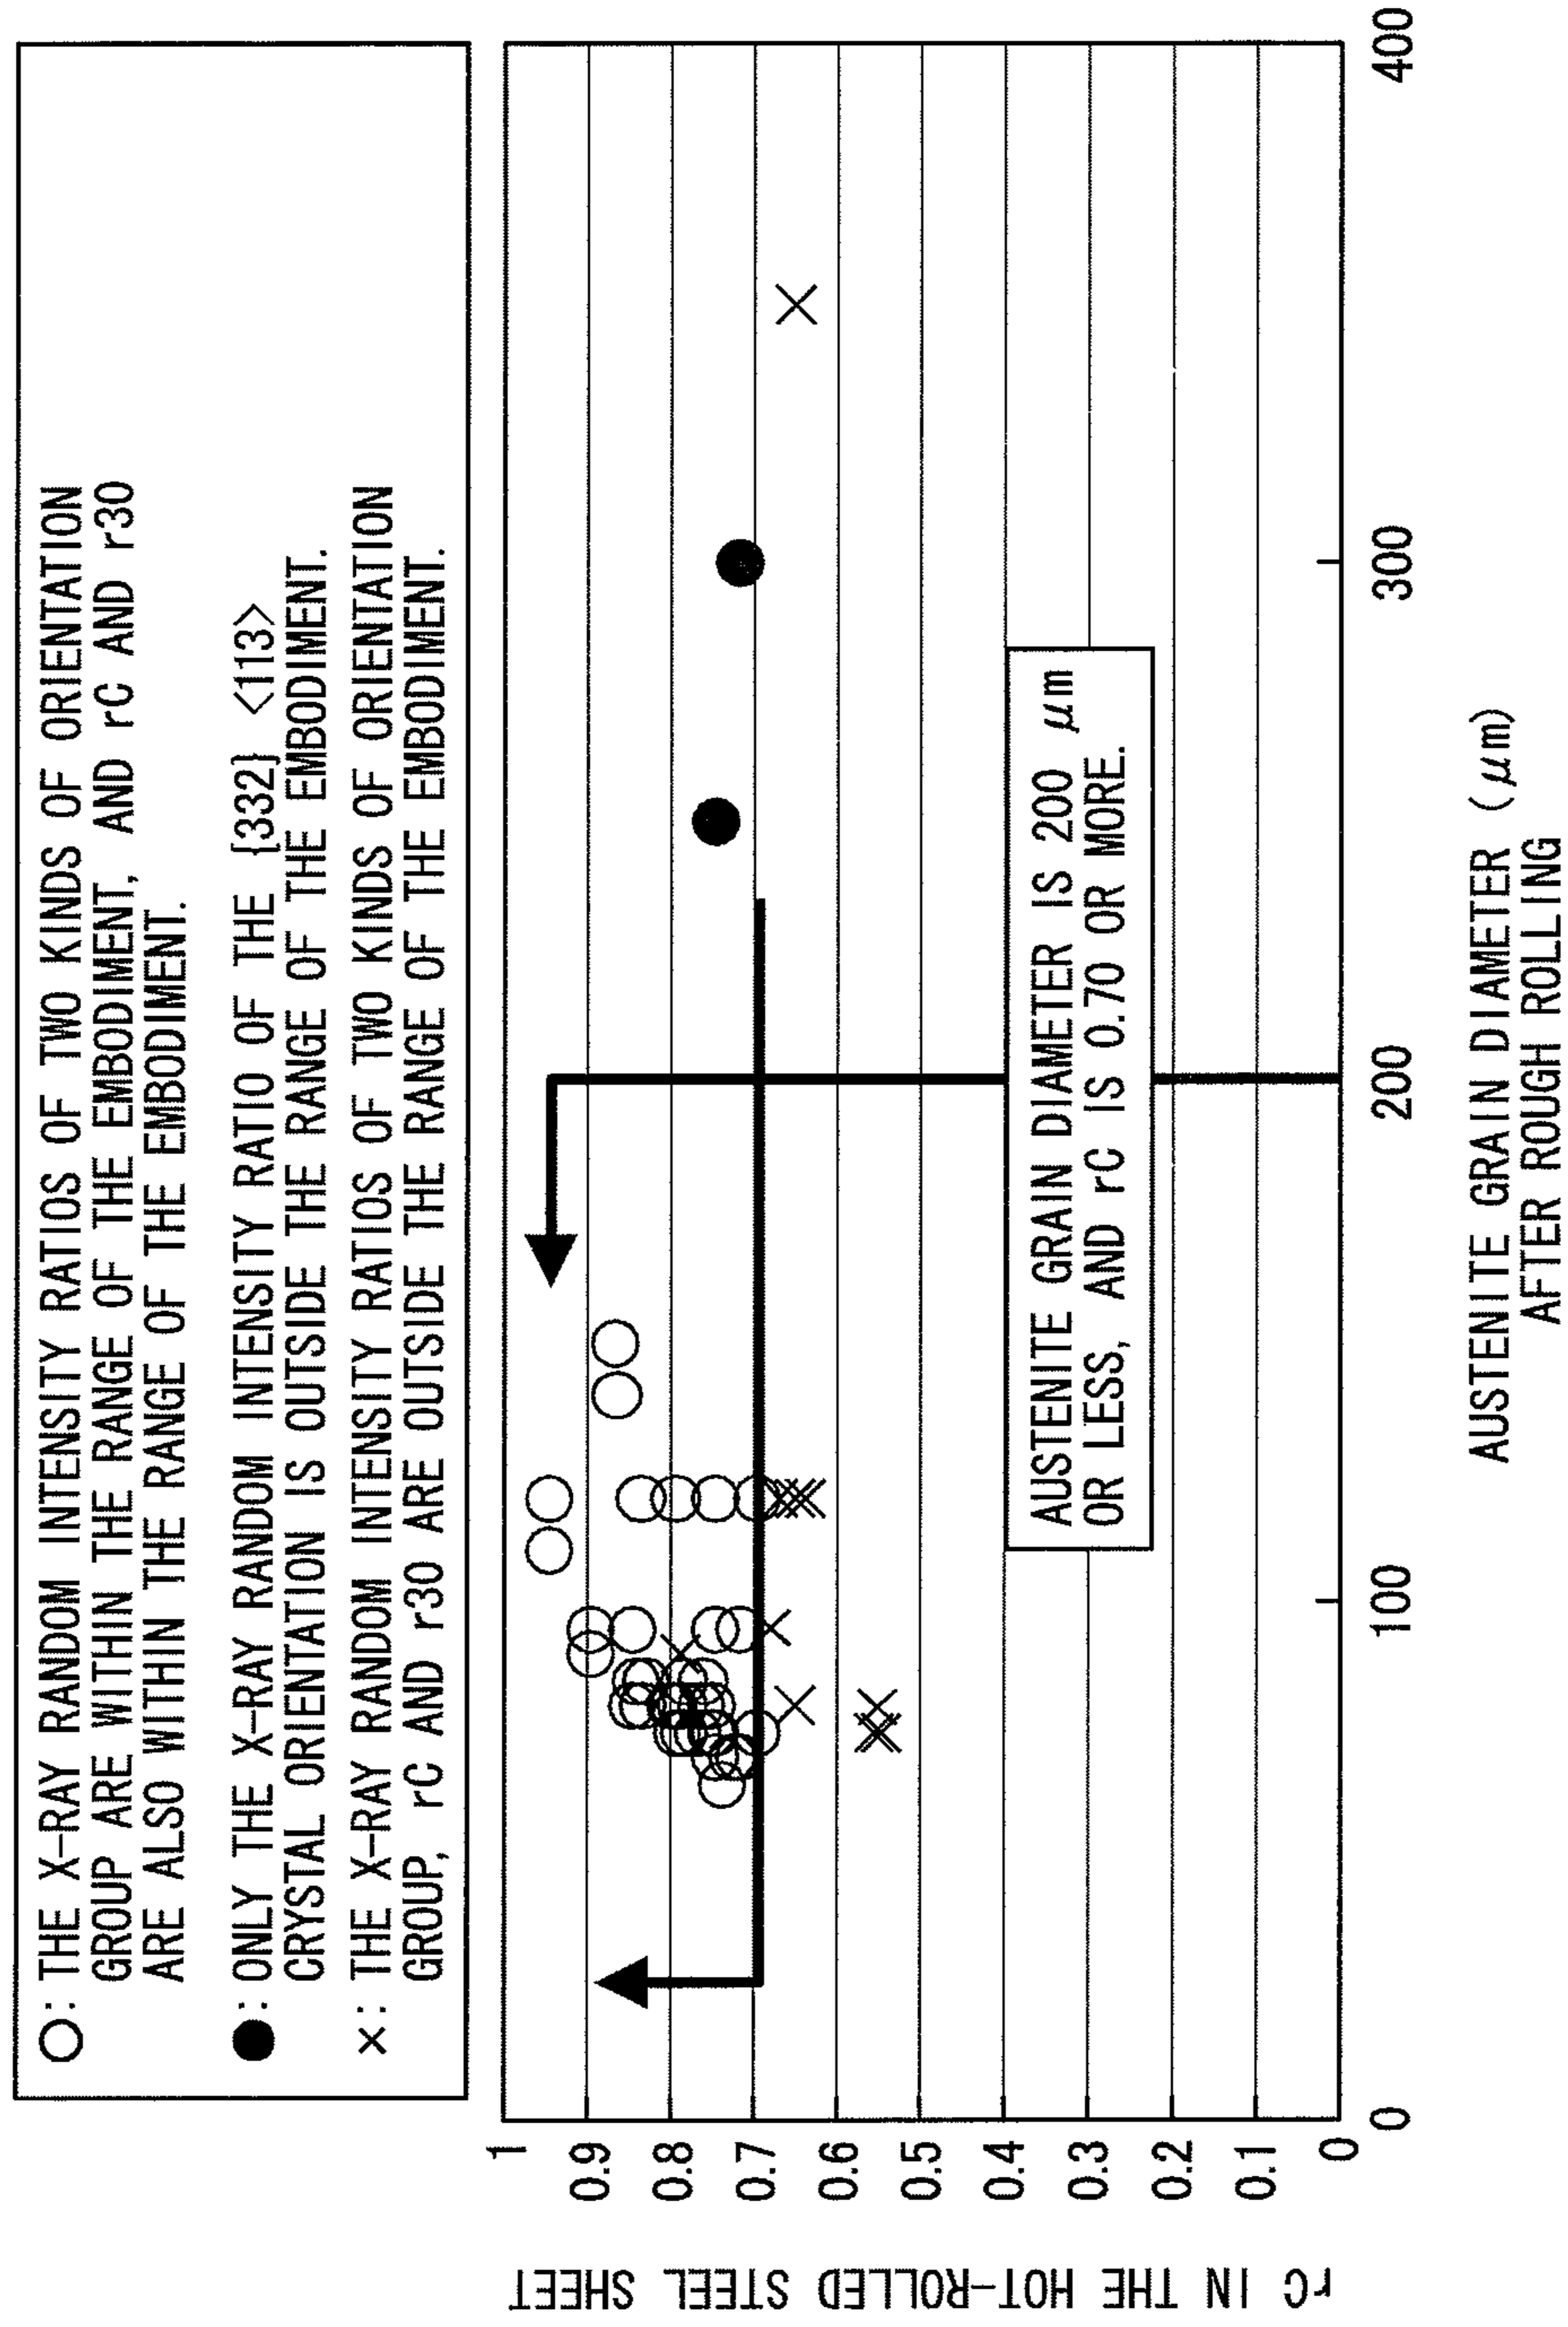 ○: THE X-RAY RANDOM INTENSITY RATIOS OF TWO KINDS OF ORIENTATION
GROUP ARE WITHIN THE RANGE OF THE EMBODIMENT, AND rC AND r30
ARE ALSO WITHIN THE RANGE OF THE EMBODIMENT.
●: ONLY THE X-RAY RANDOM INTENSITY RATIO OF THE {332} <113>
CRYSTAL ORIENTATION IS OUTSIDE THE RANGE OF THE EMBODIMENT.
×: THE X-RAY RANDOM INTENSITY RATIOS OF TWO KINDS OF ORIENTATION
GROUP, rC AND r30 ARE OUTSIDE THE RANGE OF THE EMBODIMENT.
rC IN THE HOT-ROLLED STEEL SHEET
1
0.9
0.8
0.7
0.6
0.5
0.4
0.3
0.2
0.1
0
AUSTENITE GRAIN DIAMETER IS 200 μm
OR LESS, AND rC IS 0.70 OR MORE.
0
100
200
300
400
AUSTENITE GRAIN DIAMETER (μm)
AFTER ROUGH ROLLING